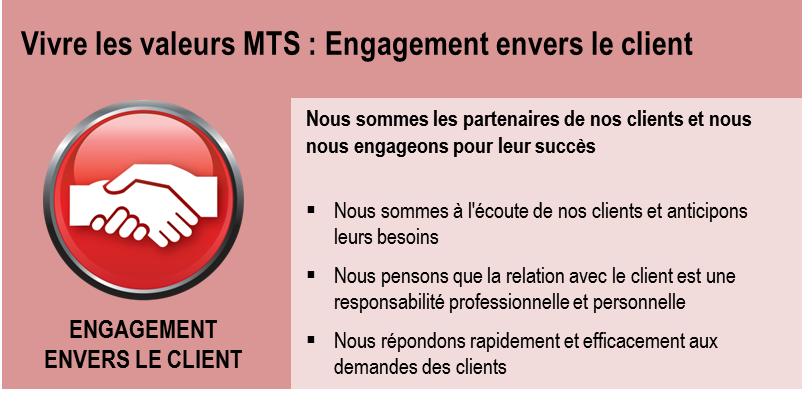 Vivre les valeurs MTS : Engagement envers le client
ENGAGEMENT
ENVERS LE CLIENT
Nous sommes les partenaires de nos clients et nous
nous engageons pour leur succès
▪ Nous sommes à l'écoute de nos clients et anticipons
leurs besoins
▪ Nous pensons que la relation avec le client est une
responsabilité professionnelle et personnelle
▪ Nous répondons rapidement et efficacement aux
demandes des clients